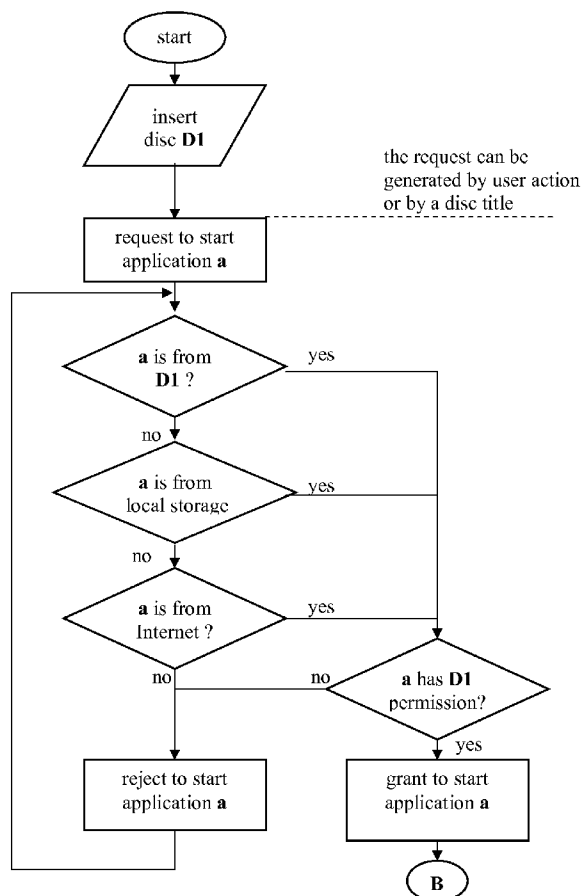 start
insert
disc D1
the request can be
generated by user action
or by a disc title
request to start
application a
a is from
D1 ?
yes
no
a is from
local storage
yes
no
a is from
Internet ?
yes
no
no
a has D1
permission?
yes
reject to start
application a
grant to start
application a
B